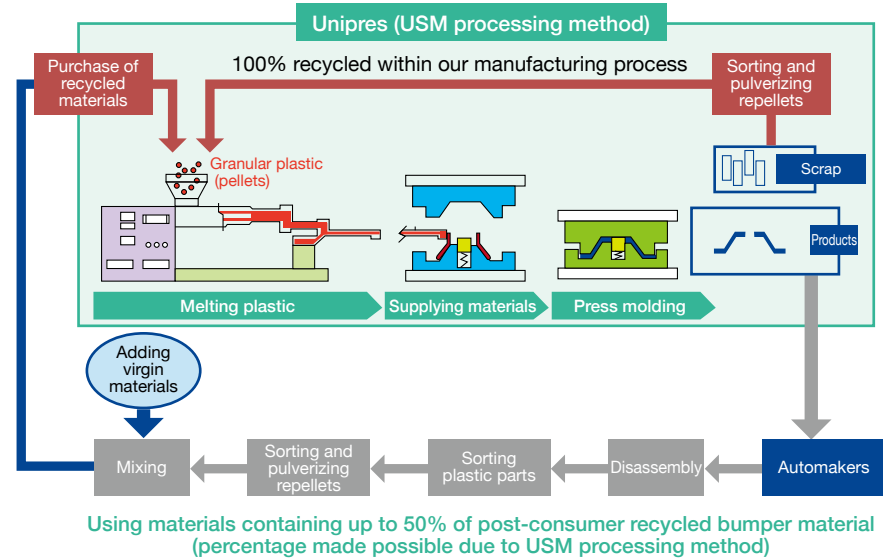 Unipres (USM processing method)
Purchase of
recycled
materials
100% recycled within our manufacturing process
Sorting and
pulverizing
repellets
Granular plastic
(pellets)
Scrap
Products
Melting plastic
Supplying materials
Press molding
Adding
virgin
materials
Mixing
Sorting and
pulverizing
repellets
Sorting
plastic parts
Disassembly
Automakers
Using materials containing up to 50% of post-consumer recycled bumper material
(percentage made possible due to USM processing method)